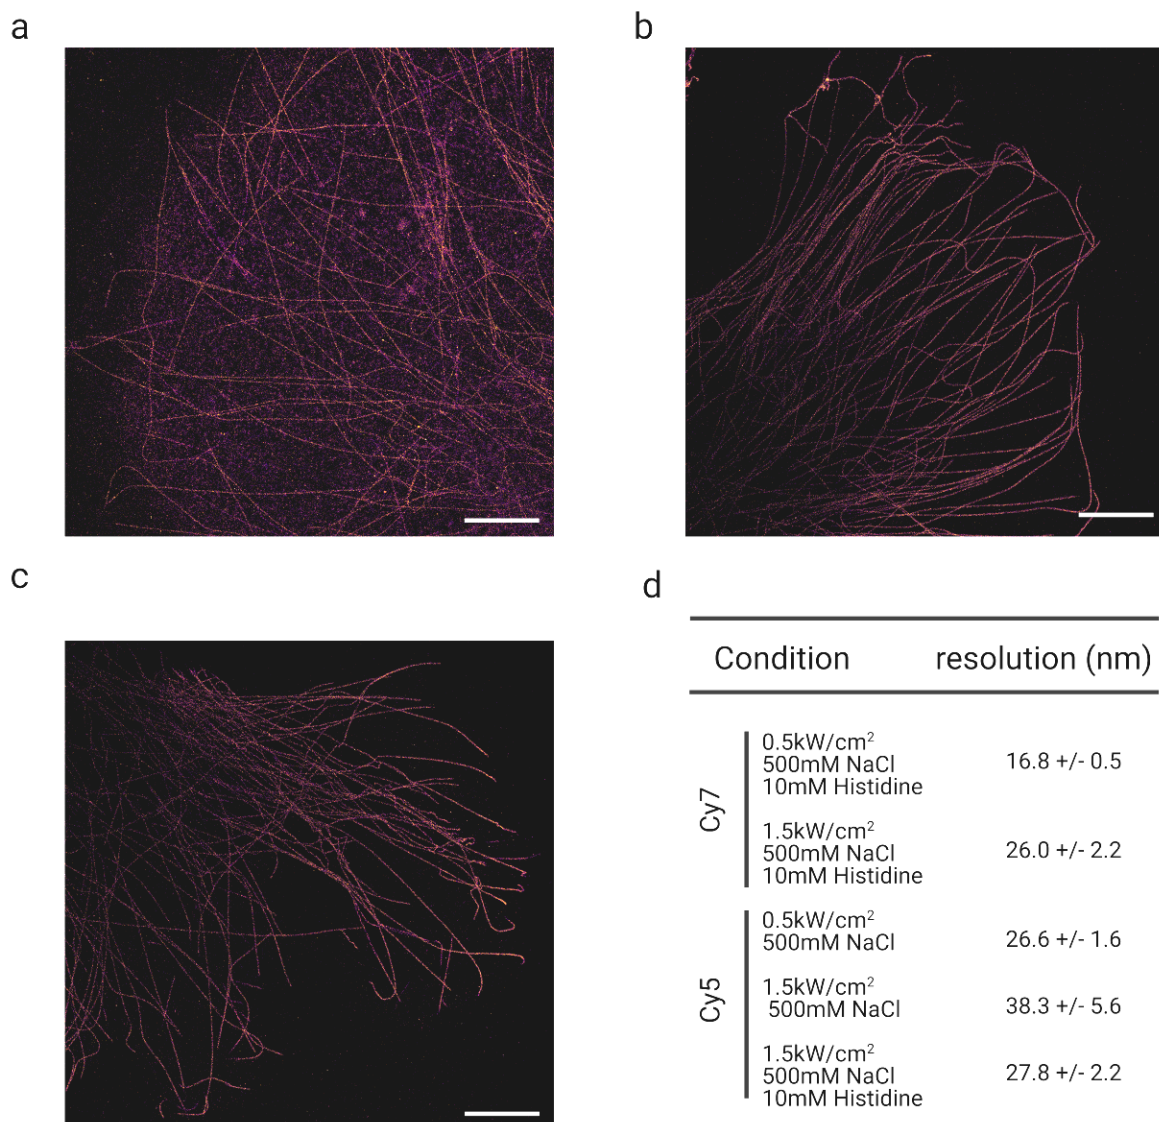 a
b
c
d
Condition resolution (nm)
Cy7
0.5kW/cm²
500mM NaCl
10mM Histidine
16.8 +/- 0.5
1.5kW/cm²
500mM NaCl
10mM Histidine
26.0 +/- 2.2
Cy5
0.5kW/cm²
500mM NaCl
26.6 +/- 1.6
1.5kW/cm²
500mM NaCl
38.3 +/- 5.6
1.5kW/cm²
500mM NaCl
10mM Histidine
27.8 +/- 2.2